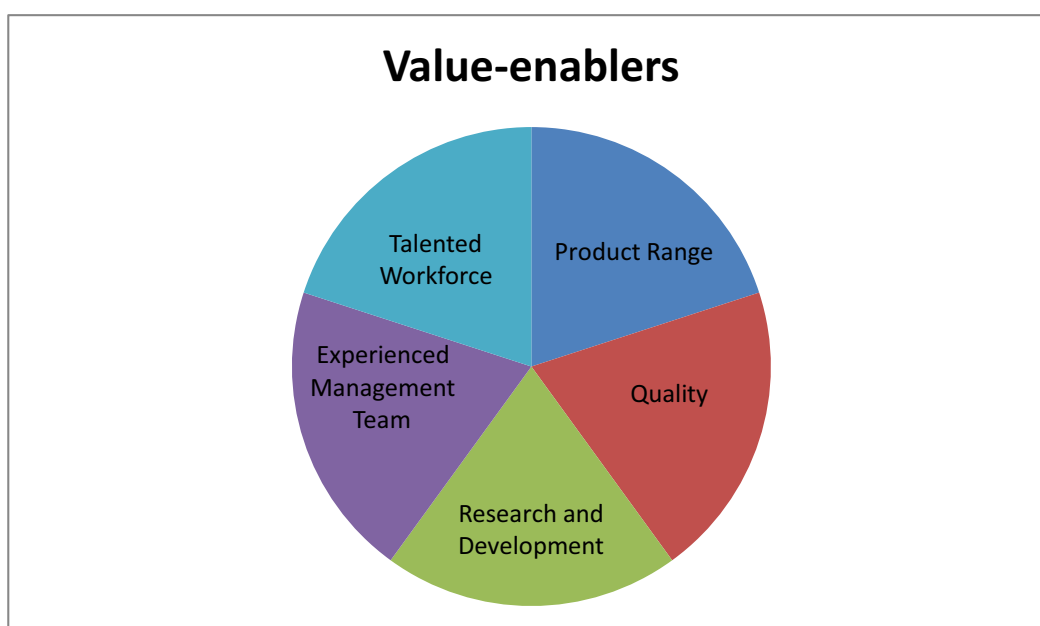 Value-enablers
Talented
Workforce
Product Range
Experienced
Management
Team
Quality
Research and
Development